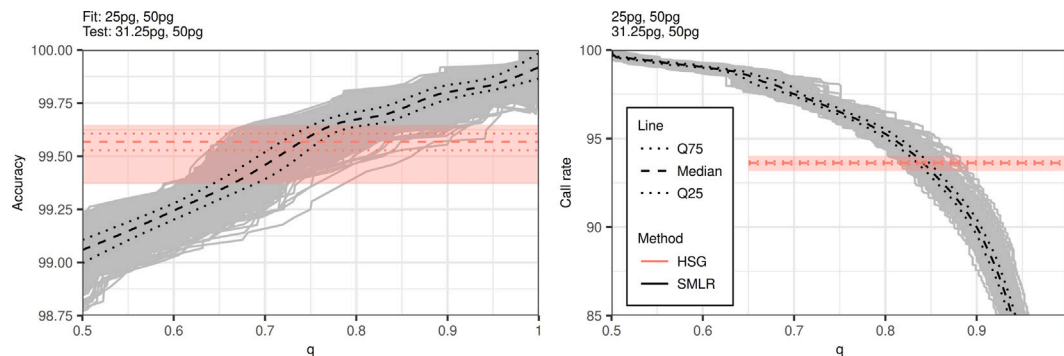 Fit: 25pg, 50pg
Test: 31.25pg, 50pg
100.00
99.75
99.50
99.25
99.00
98.75
Accuracy
0.5
0.6
0.7
0.8
0.9
1
q
25pg, 50pg
31.25pg, 50pg
100
95
90
85
Call rate
Line
Q75
Median
Q25
Method
HSG
SMLR
0.5
0.6
0.7
0.8
0.9
q